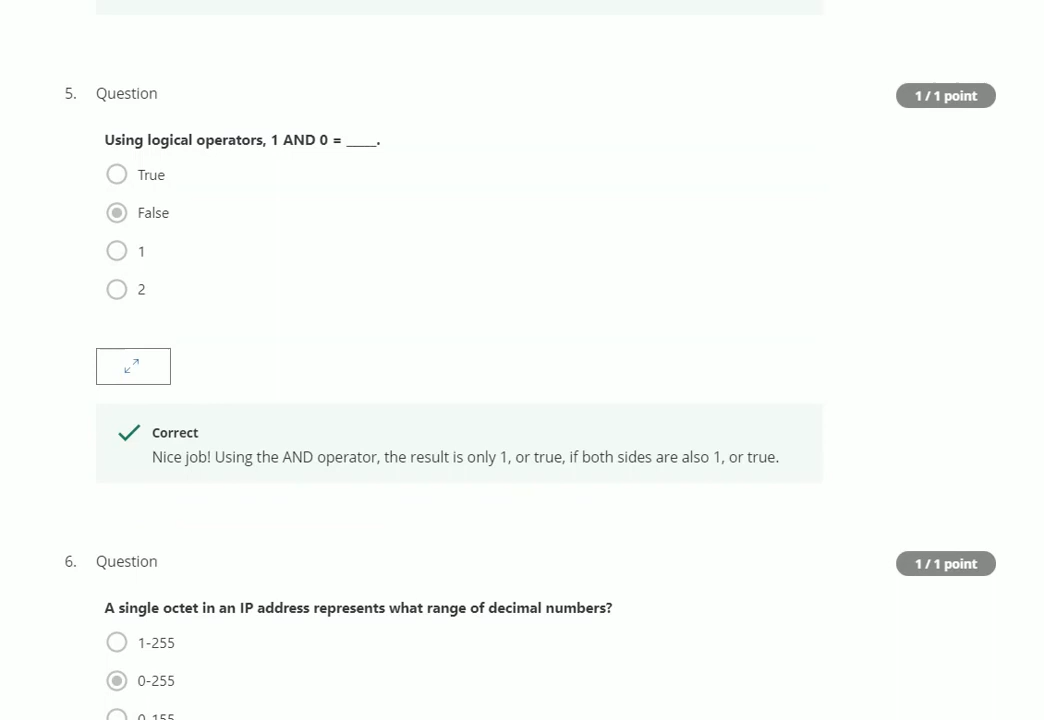 5. Question
1 / 1 point
Using logical operators, 1 AND 0 = ____.
True
False
1
2
Correct
Nice job! Using the AND operator, the result is only 1, or true, if both sides are also 1, or true.
6. Question
1 / 1 point
A single octet in an IP address represents what range of decimal numbers?
1-255
0-255
0-155